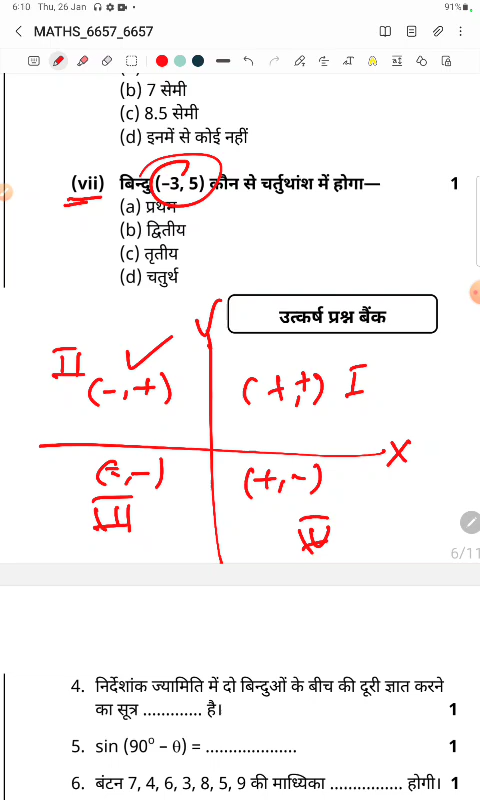 6:10 Thu, 26 Jan 91%
MATHS_6657_6657
(b) 7 सेमी
(c) 8.5 सेमी
(d) इनमें से कोई नहीं
(vii) बिन्दु (–3, 5) कौन से चर्तुथांश में होगा— 1
(a) प्रथम
(b) द्वितीय
(c) तृतीय
(d) चतुर्थ
उत्कर्ष प्रश्न बैंक
Y
II (-,+) (+,+) I
X
(-,-) (+,-)
III IV
6/11
4. निर्देशांक ज्यामिति में दो बिन्दुओं के बीच की दूरी ज्ञात करने
का सूत्र ............. है। 1
5. sin (90° – θ) = .................... 1
6. बंटन 7, 4, 6, 3, 8, 5, 9 की माध्यिका ................ होगी। 1